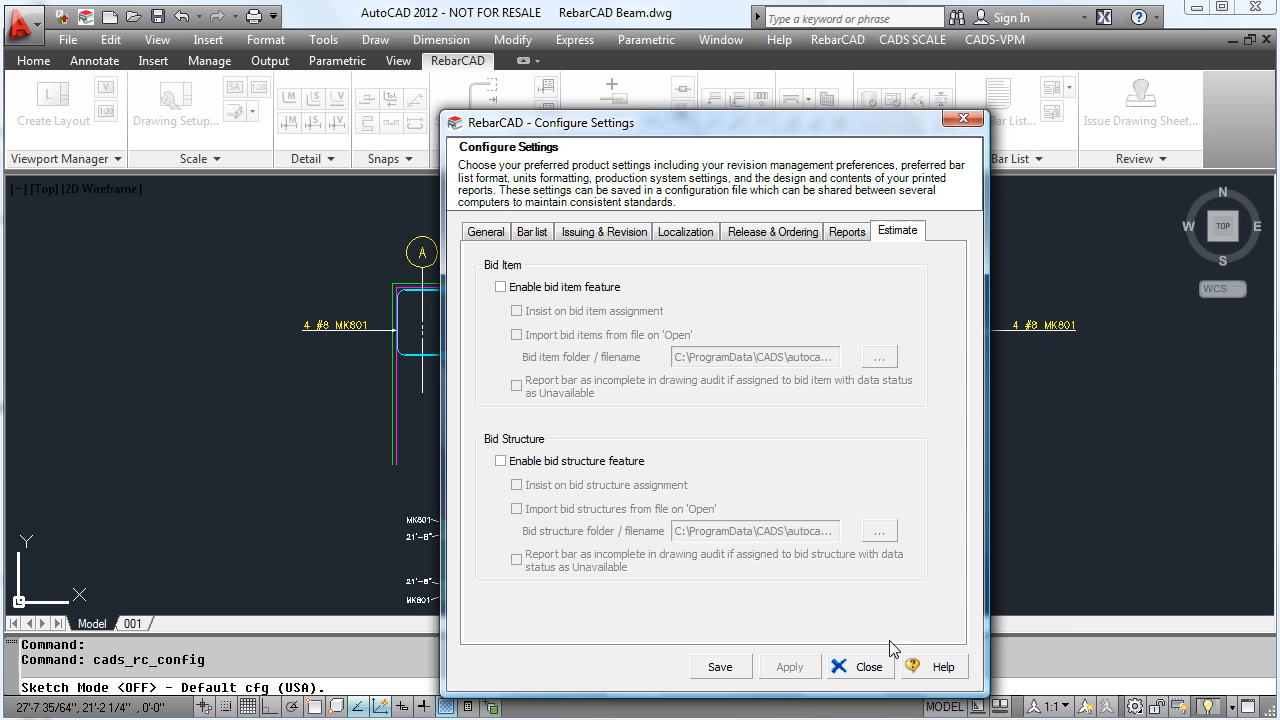 AutoCAD 2012 - NOT FOR RESALE RebarCAD Beam.dwg
Type a keyword or phrase
Sign In
File Edit View Insert Format Tools Draw Dimension Modify Express Parametric Window Help RebarCAD CADS SCALE CADS-VPM
Home Annotate Insert Manage Output Parametric View RebarCAD
Create Layout
Drawing Setup...
Bar List...
Issue Drawing Sheet...
Viewport Manager Scale Detail Snaps Bar List Review
RebarCAD - Configure Settings
Configure Settings
Choose your preferred product settings including your revision management preferences, preferred bar
list format, units formatting, production system settings, and the design and contents of your printed
reports. These settings can be saved in a configuration file which can be shared between several
computers to maintain consistent standards.
General Bar list Issuing & Revision Localization Release & Ordering Reports Estimate
Bid Item
Enable bid item feature
Insist on bid item assignment
Import bid items from file on 'Open'
Bid item folder / filename C:\ProgramData\CADS\autoca... ...
Report bar as incomplete in drawing audit if assigned to bid item with data status
as Unavailable
Bid Structure
Enable bid structure feature
Insist on bid structure assignment
Import bid structures from file on 'Open'
Bid structure folder / filename C:\ProgramData\CADS\autoca... ...
Report bar as incomplete in drawing audit if assigned to bid structure with data
status as Unavailable
Save Apply Close Help
[−] [Top] [2D Wireframe]
A
4 #8 MK801
4 #8 MK801
N
W TOP E
S
WCS
MK801
21'-8"
21'-8"
MK801
Y
X
Model 001
Command:
Command: cads_rc_config
Sketch Mode <OFF> - Default cfg (USA).
27'-7 35/64", 21'-2 1/4" , 0'-0"
MODEL
1:1